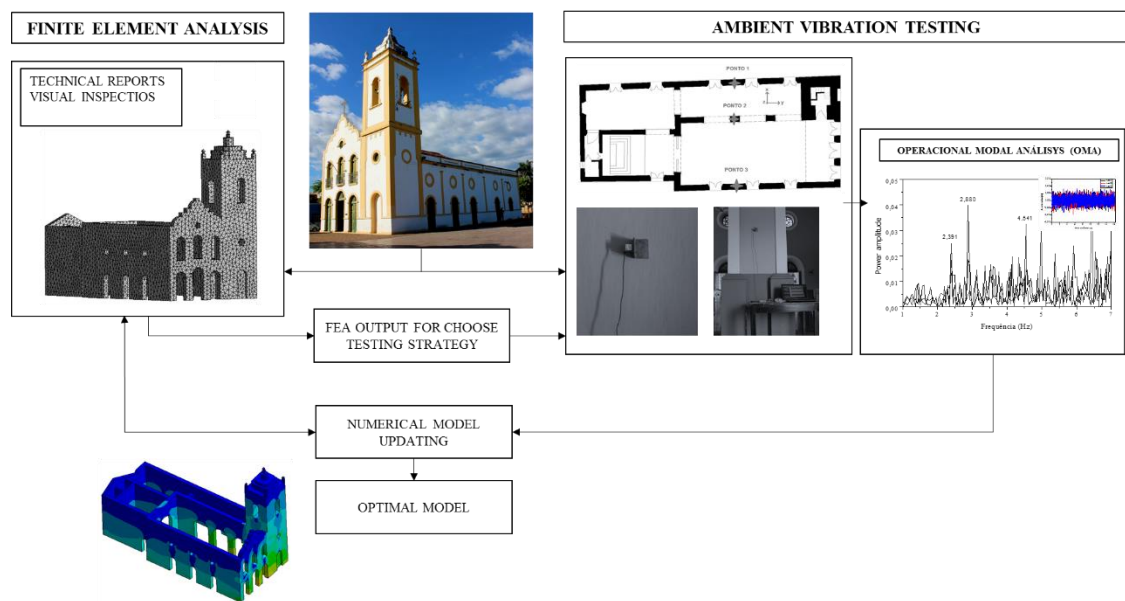 FINITE ELEMENT ANALYSIS
TECHNICAL REPORTS
VISUAL INSPECTIOS
AMBIENT VIBRATION TESTING
PONTO 1
PONTO 2
PONTO 3
OPERACIONAL MODAL ANÁLISYS (OMA)
Power amplitude
0,05
0,04
0,03
0,02
0,01
0,00
2,391
2,880
4,541
1 2 3 4 5 6 7
Frequência (Hz)
FEA OUTPUT FOR CHOOSE
TESTING STRATEGY
NUMERICAL MODEL
UPDATING
OPTIMAL MODEL